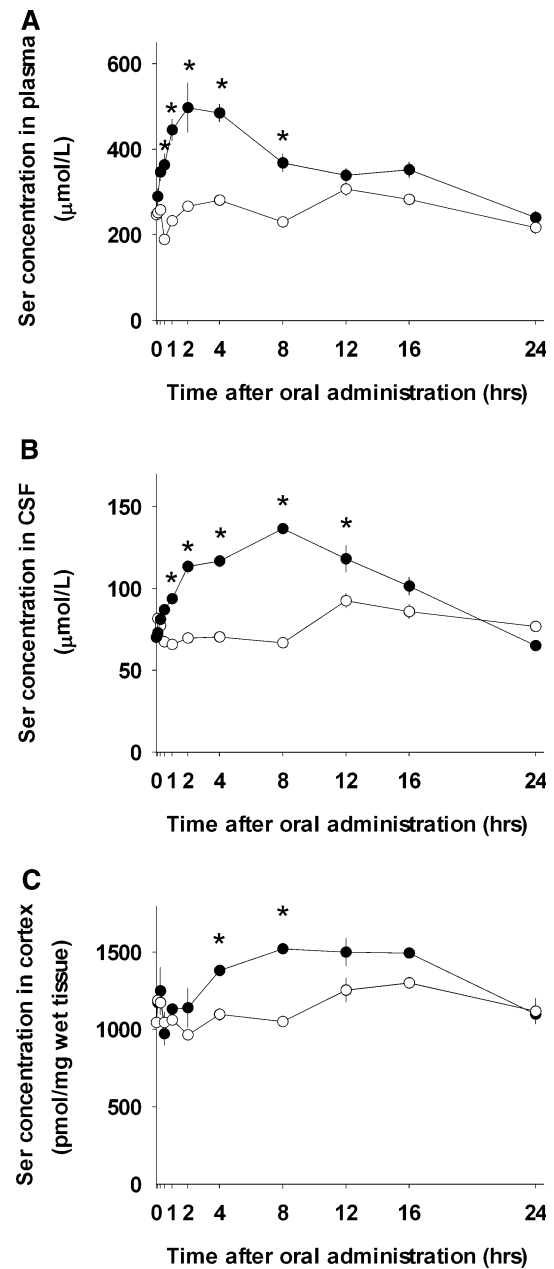 A
Ser concentration in plasma
(μmol/L)
600
400
200
0
* * * * * *
0 1 2 4 8 12 16 24
Time after oral administration (hrs)
B
Ser concentration in CSF
(μmol/L)
150
100
50
0
* * * * *
0 1 2 4 8 12 16 24
Time after oral administration (hrs)
C
Ser concentration in cortex
(pmol/mg wet tissue)
1500
1000
500
0
* *
0 1 2 4 8 12 16 24
Time after oral administration (hrs)